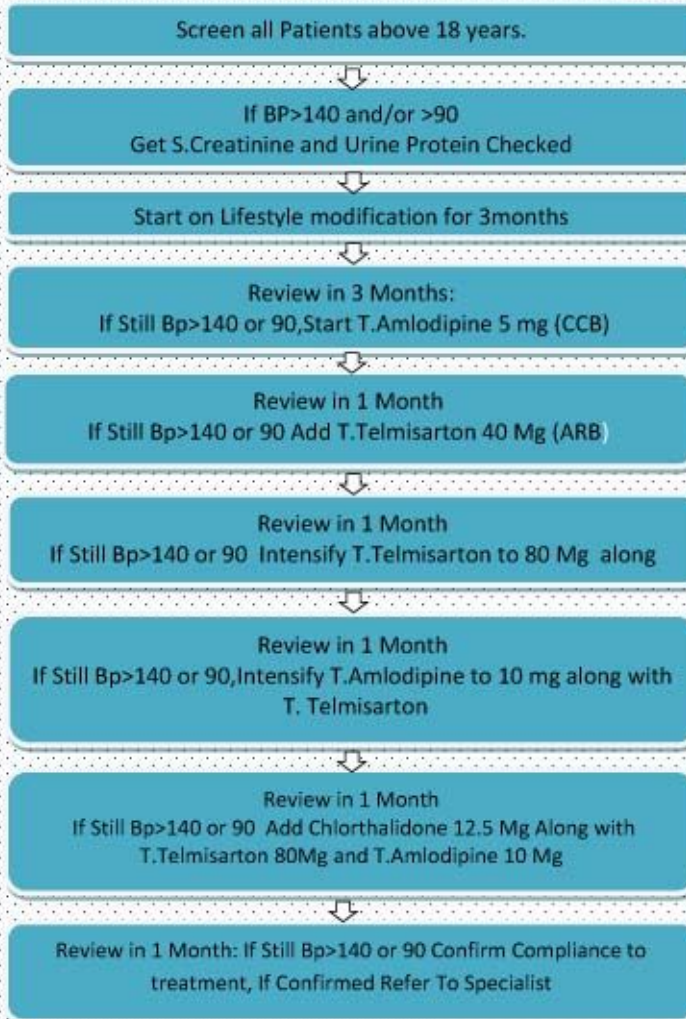 Screen all Patients above 18 years.
If BP>140 and/or >90
Get S.Creatinine and Urine Protein Checked
Start on Lifestyle modification for 3months
Review in 3 Months:
If Still Bp>140 or 90,Start T.Amlodipine 5 mg (CCB)
Review in 1 Month
If Still Bp>140 or 90 Add T.Telmisarton 40 Mg (ARB)
Review in 1 Month
If Still Bp>140 or 90 Intensify T.Telmisarton to 80 Mg along
Review in 1 Month
If Still Bp>140 or 90,Intensify T.Amlodipine to 10 mg along with
T. Telmisarton
Review in 1 Month
If Still Bp>140 or 90 Add Chlorthalidone 12.5 Mg Along with
T.Telmisarton 80Mg and T.Amlodipine 10 Mg
Review in 1 Month: If Still Bp>140 or 90 Confirm Compliance to
treatment, If Confirmed Refer To Specialist